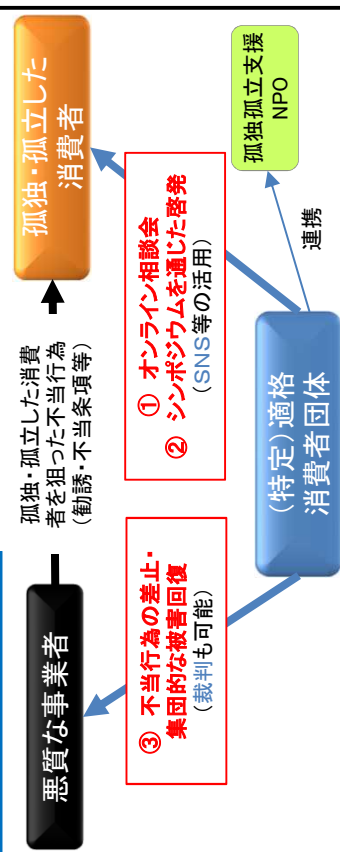 悪質な事業者
孤独・孤立した消費
者を狙った不当行為
(勧誘・不当条項等)
孤独・孤立した
消費者
③ 不当行為の差止・
集団的な被害回復
(裁判も可能)
① オンライン相談会
② シンポジウムを通じた啓発
(SNS等の活用)
(特定)適格
消費者団体
連携
孤独孤立支援
NPO